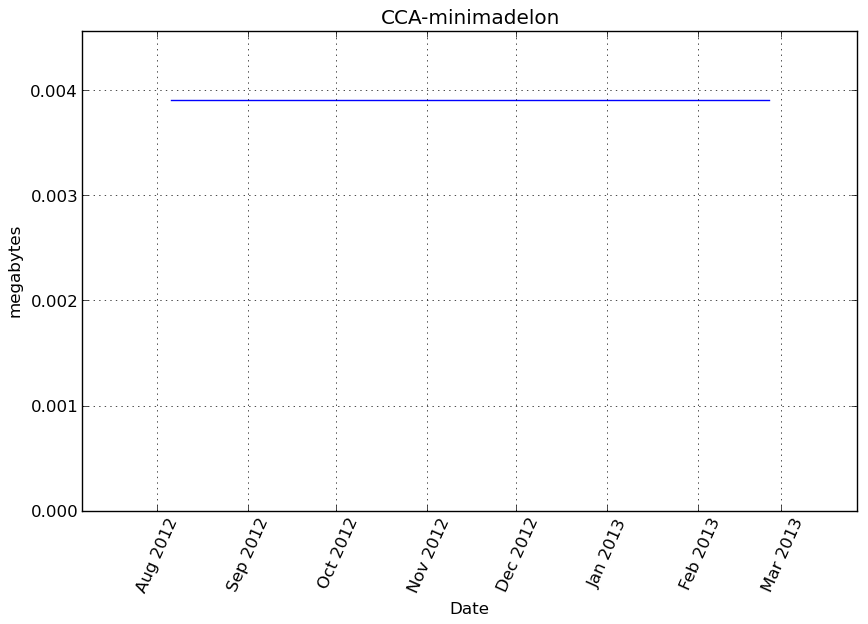 CCA-minimadelon
0.004
0.003
0.002
0.001
0.000
megabytes
Aug 2012
Sep 2012
Oct 2012
Nov 2012
Dec 2012
Jan 2013
Feb 2013
Mar 2013
Date